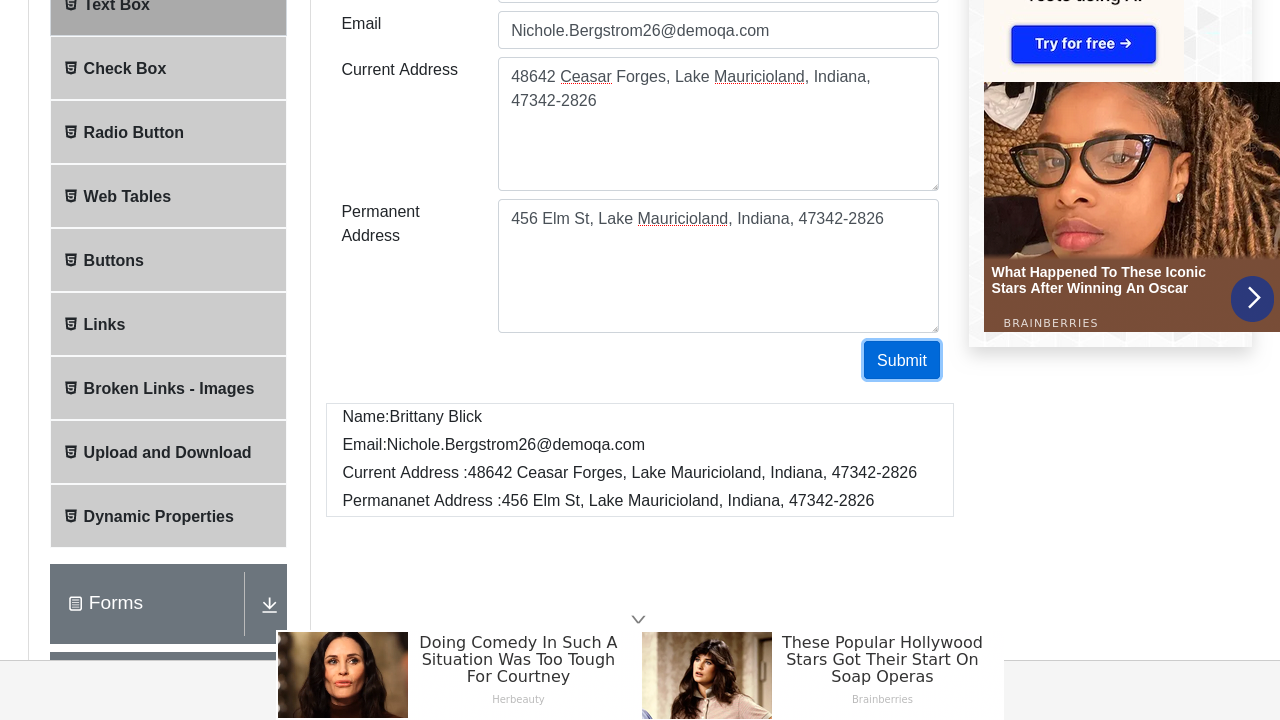 Text Box
Check Box
Radio Button
Web Tables
Buttons
Links
Broken Links - Images
Upload and Download
Dynamic Properties
Forms
Email
Nichole.Bergstrom26@demoqa.com
Current Address
48642 Ceasar Forges, Lake Mauricioland, Indiana,
47342-2826
Permanent
Address
456 Elm St, Lake Mauricioland, Indiana, 47342-2826
Submit
Name:Brittany Blick
Email:Nichole.Bergstrom26@demoqa.com
Current Address :48642 Ceasar Forges, Lake Mauricioland, Indiana, 47342-2826
Permananet Address :456 Elm St, Lake Mauricioland, Indiana, 47342-2826
Try for free →
What Happened To These Iconic
Stars After Winning An Oscar
BRAINBERRIES
Doing Comedy In Such A
Situation Was Too Tough
For Courtney
Herbeauty
These Popular Hollywood
Stars Got Their Start On
Soap Operas
Brainberries